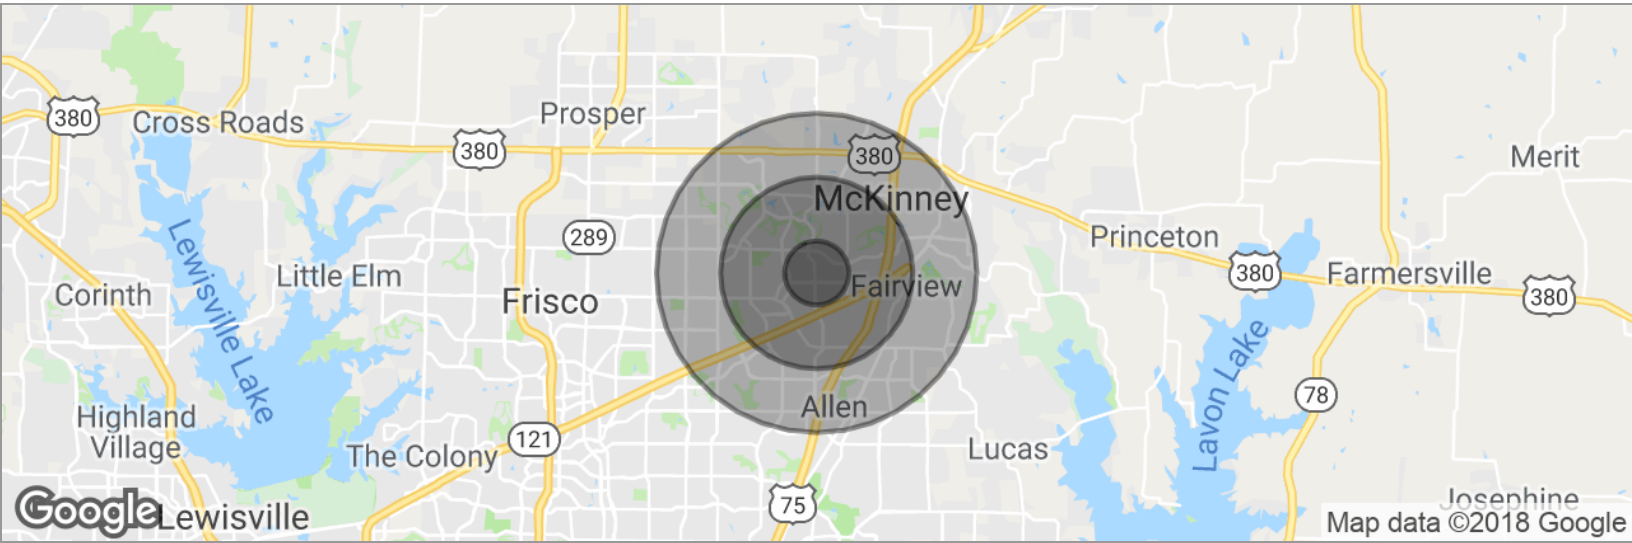 Prosper
380
Cross Roads
380
380
Merit
McKinney
289
Princeton
Lewisville Lake
Little Elm
380
Farmersville
Fairview
Corinth
Frisco
380
Lavon Lake
78
Allen
Highland
Village
121
The Colony
Lucas
75
Josephine
Google
Lewisville
Map data ©2018 Google